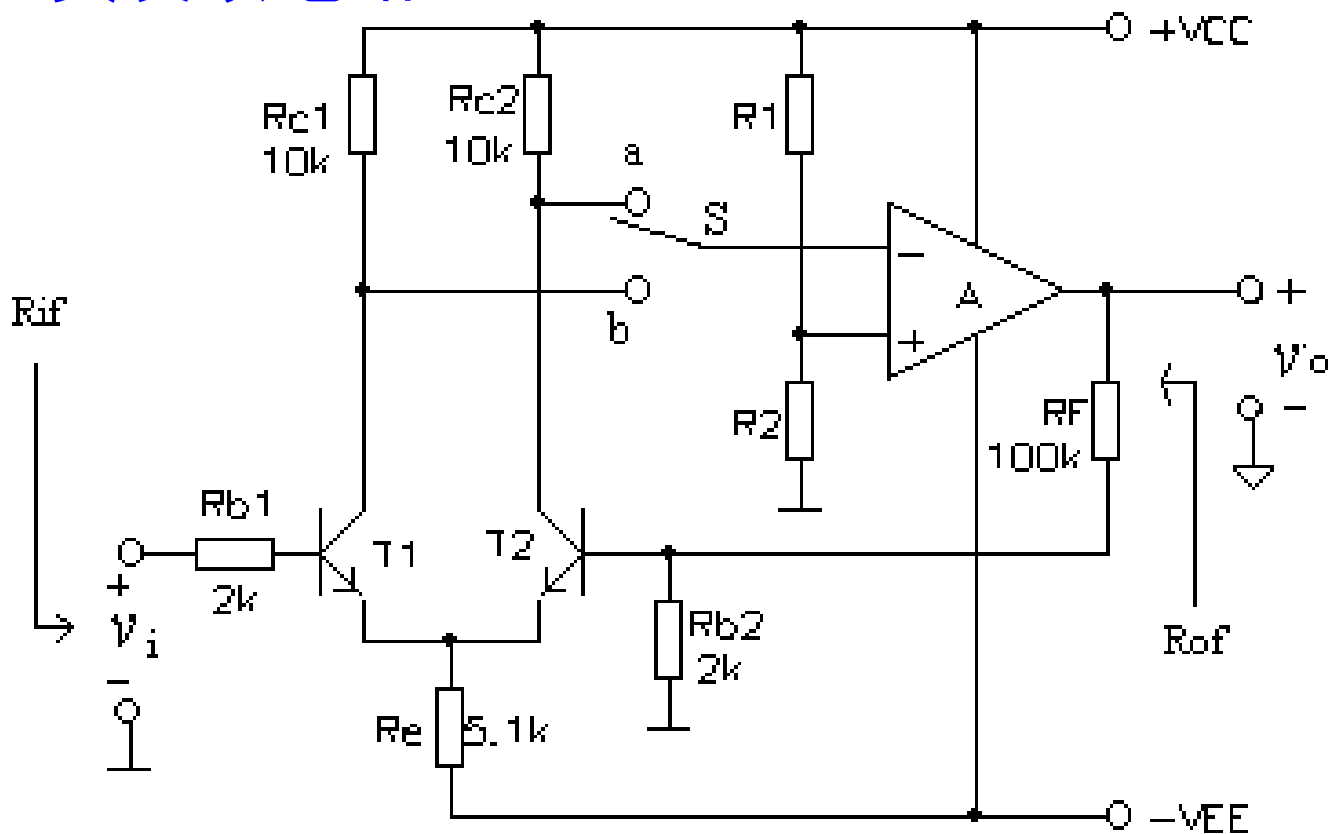 +VCC
Rc1
10k
Rc2
10k
R1
a
S
b
A
Rif
+
Vo
-
R2
RF
100k
Rb1
2k
T1
T2
+
Vi
-
Rb2
2k
Rof
Re
5.1k
-VEE